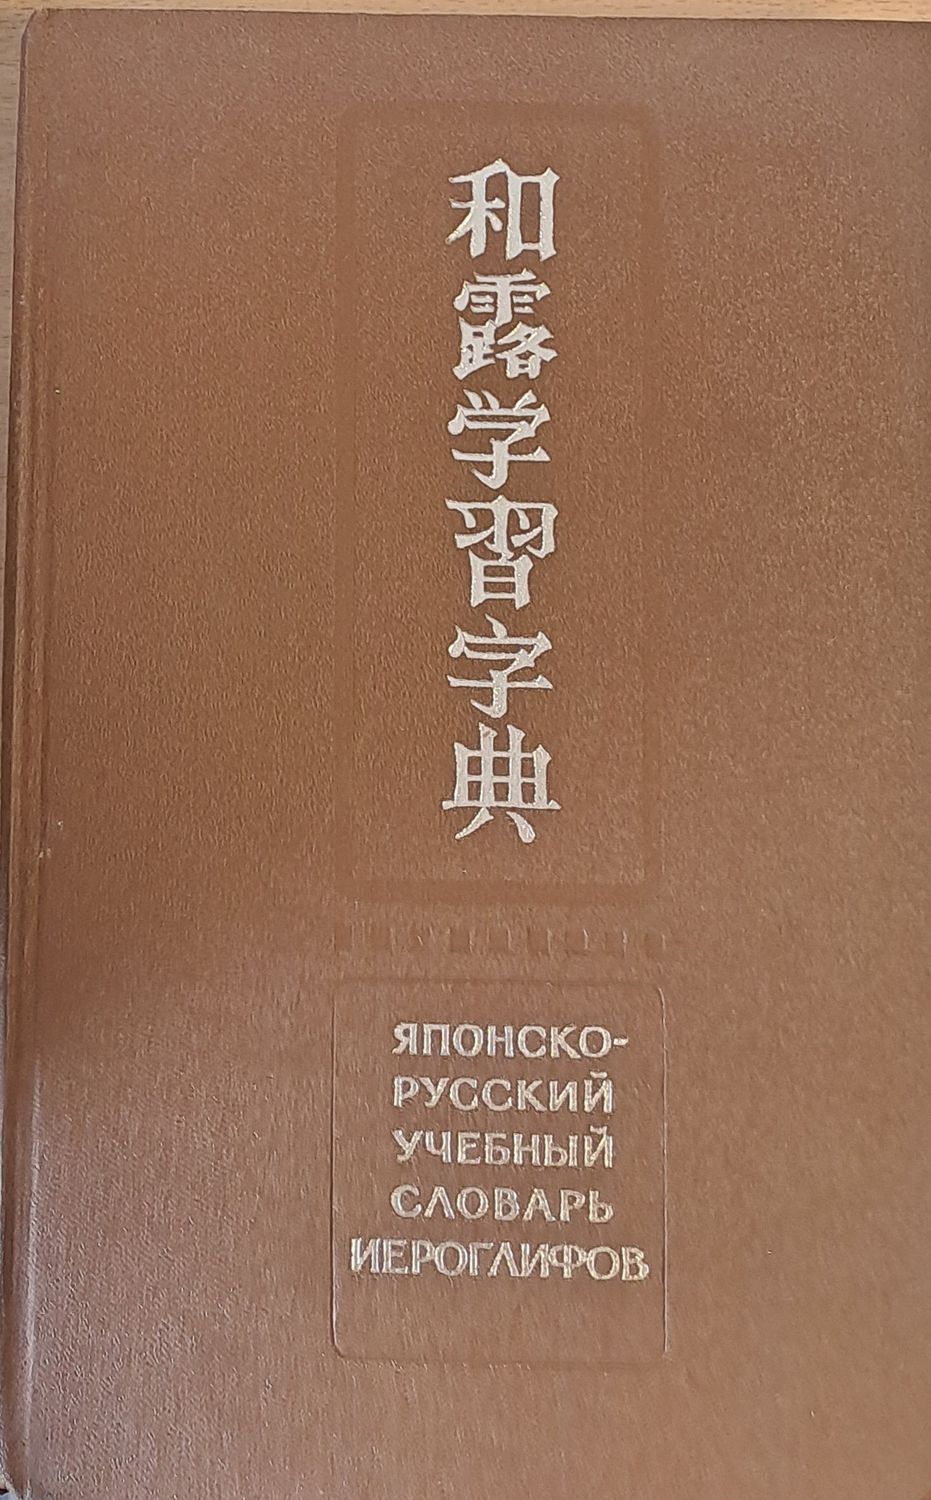 和露学習字典
ЯПОНСКО-
РУССКИЙ
УЧЕБНЫЙ
СЛОВАРЬ
ИЕРОГЛИФОВ